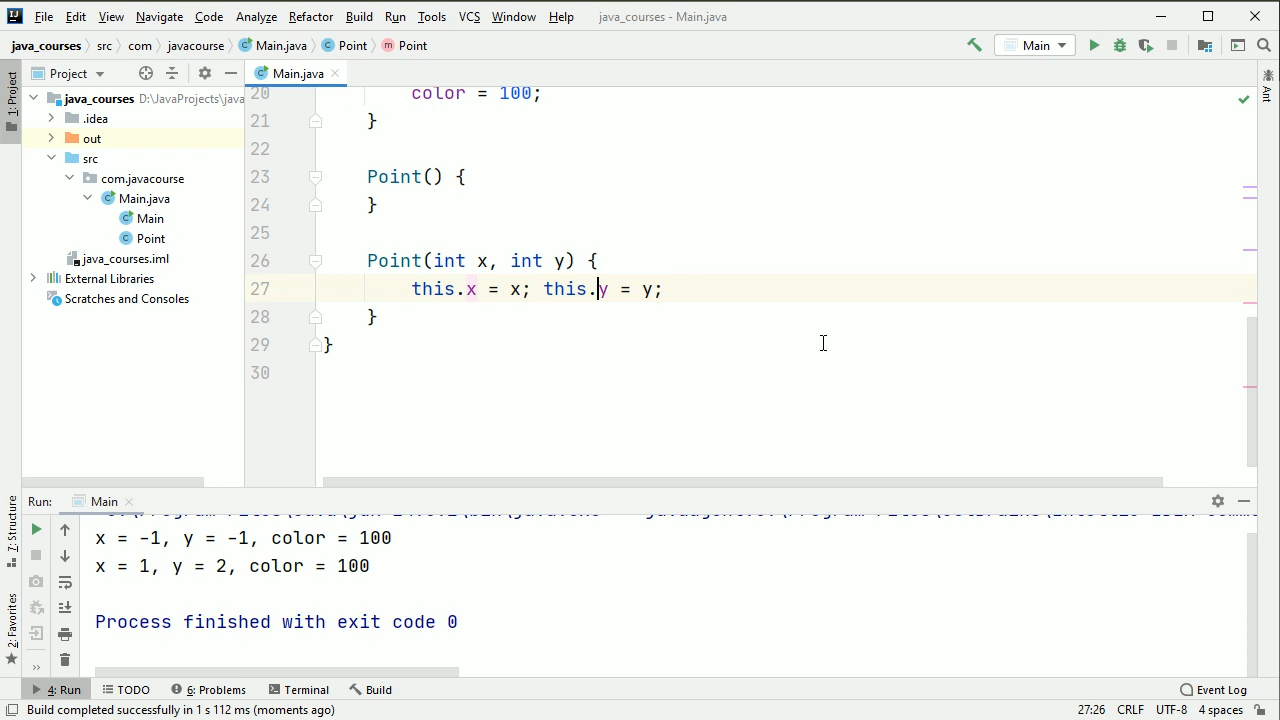 File Edit View Navigate Code Analyze Refactor Build Run Tools VCS Window Help java_courses - Main.java
java_courses src com javacourse Main.java Point Point Main
Project Main.java
1: Project
Ant
java_courses D:\JavaProjects\java
.idea
out
src
com.javacourse
Main.java
Main
Point
java_courses.iml
External Libraries
Scratches and Consoles
20 color = 100;
21 }
22
23 Point() {
24 }
25
26 Point(int x, int y) {
27 this.x = x; this.y = y;
28 }
29 }
30
7: Structure
2: Favorites
Run: Main
x = -1, y = -1, color = 100
x = 1, y = 2, color = 100
Process finished with exit code 0
4: Run TODO 6: Problems Terminal Build Event Log
Build completed successfully in 1 s 112 ms (moments ago) 27:26 CRLF UTF-8 4 spaces